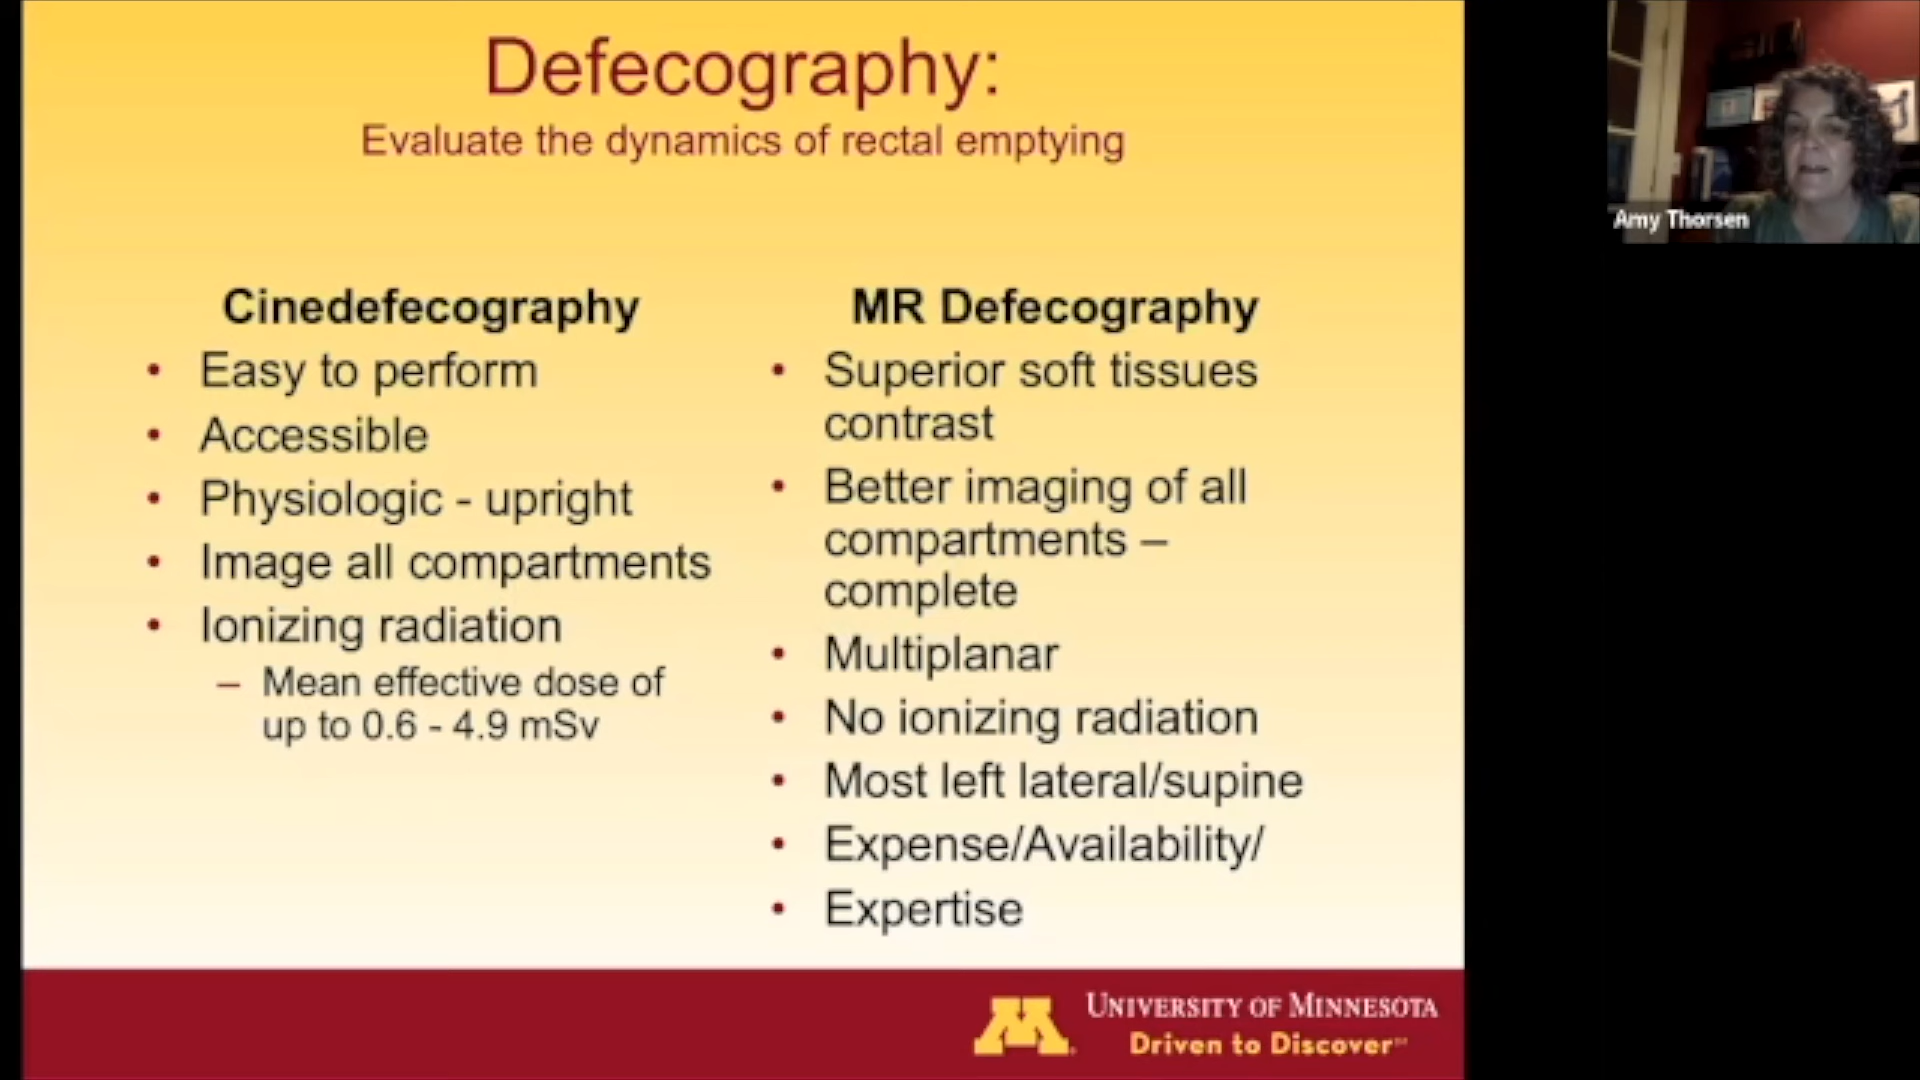 Defecography:
Evaluate the dynamics of rectal emptying
Cinedefecography
• Easy to perform
• Accessible
• Physiologic - upright
• Image all compartments
• Ionizing radiation
– Mean effective dose of
up to 0.6 - 4.9 mSv
MR Defecography
• Superior soft tissues
contrast
• Better imaging of all
compartments –
complete
• Multiplanar
• No ionizing radiation
• Most left lateral/supine
• Expense/Availability/
• Expertise
M
UNIVERSITY OF MINNESOTA
Driven to Discover
Amy Thorsen